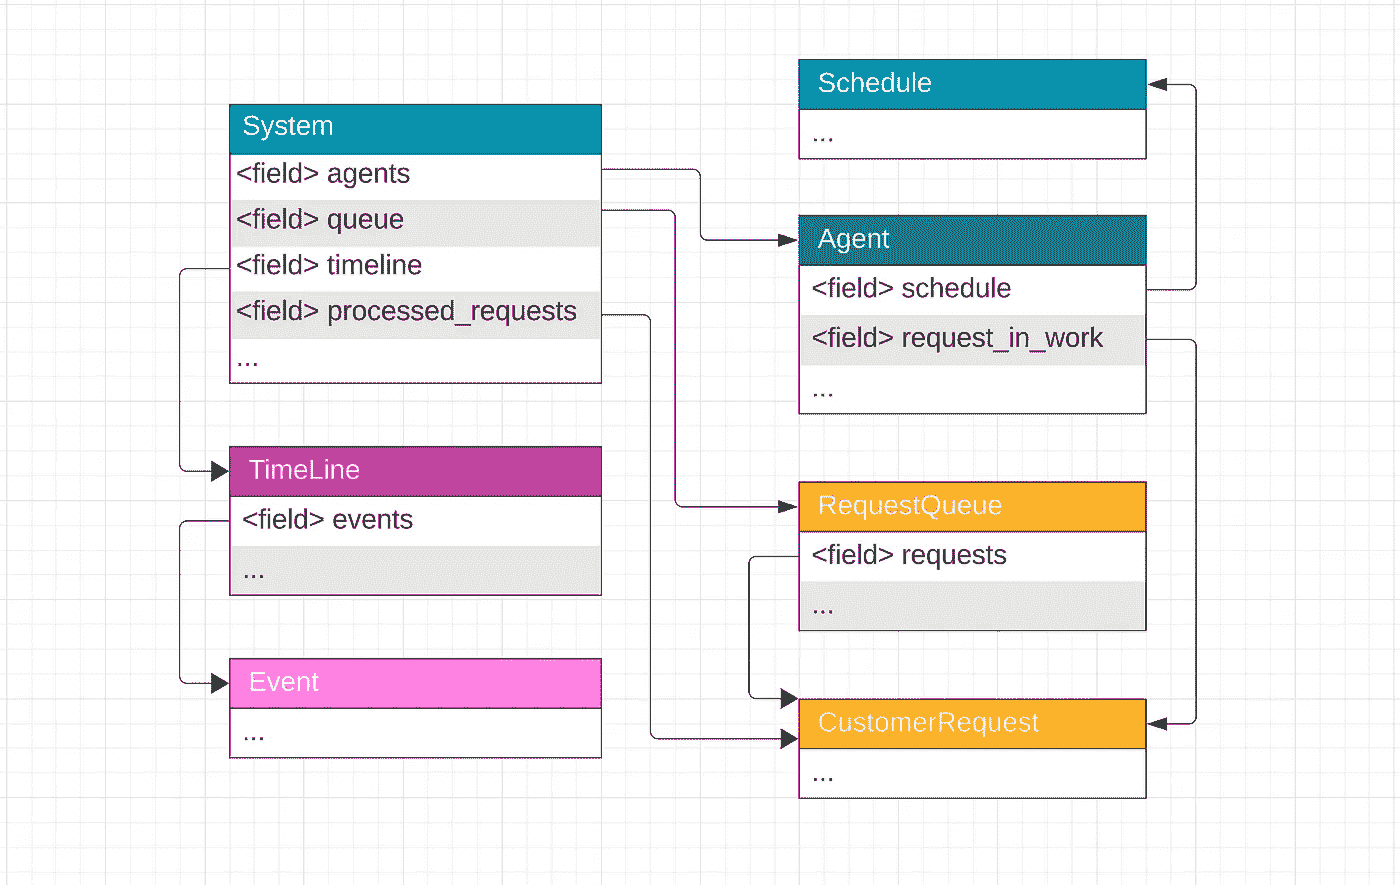 System
<field> agents
<field> queue
<field> timeline
<field> processed_requests
...
TimeLine
<field> events
...
Event
...
Schedule
...
Agent
<field> schedule
<field> request_in_work
...
RequestQueue
<field> requests
...
CustomerRequest
...